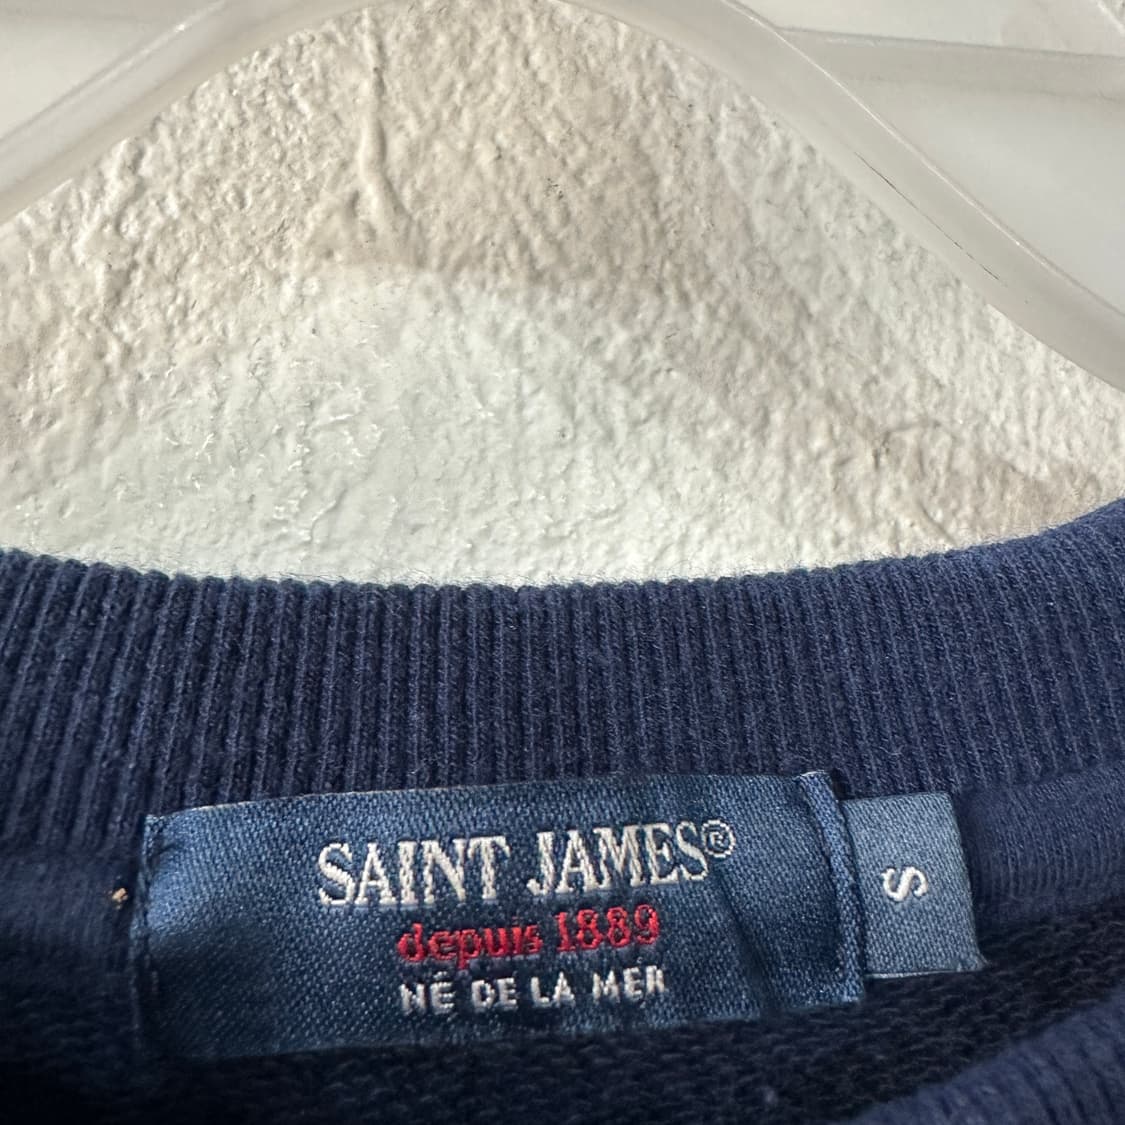 SAINT JAMES®
depuis 1889
NÉ DE LA MER
S